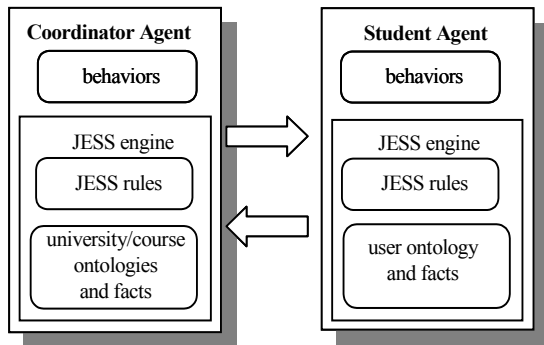 Coordinator Agent
behaviors
JESS engine
JESS rules
university/course
ontologies
and facts
Student Agent
behaviors
JESS engine
JESS rules
user ontology
and facts